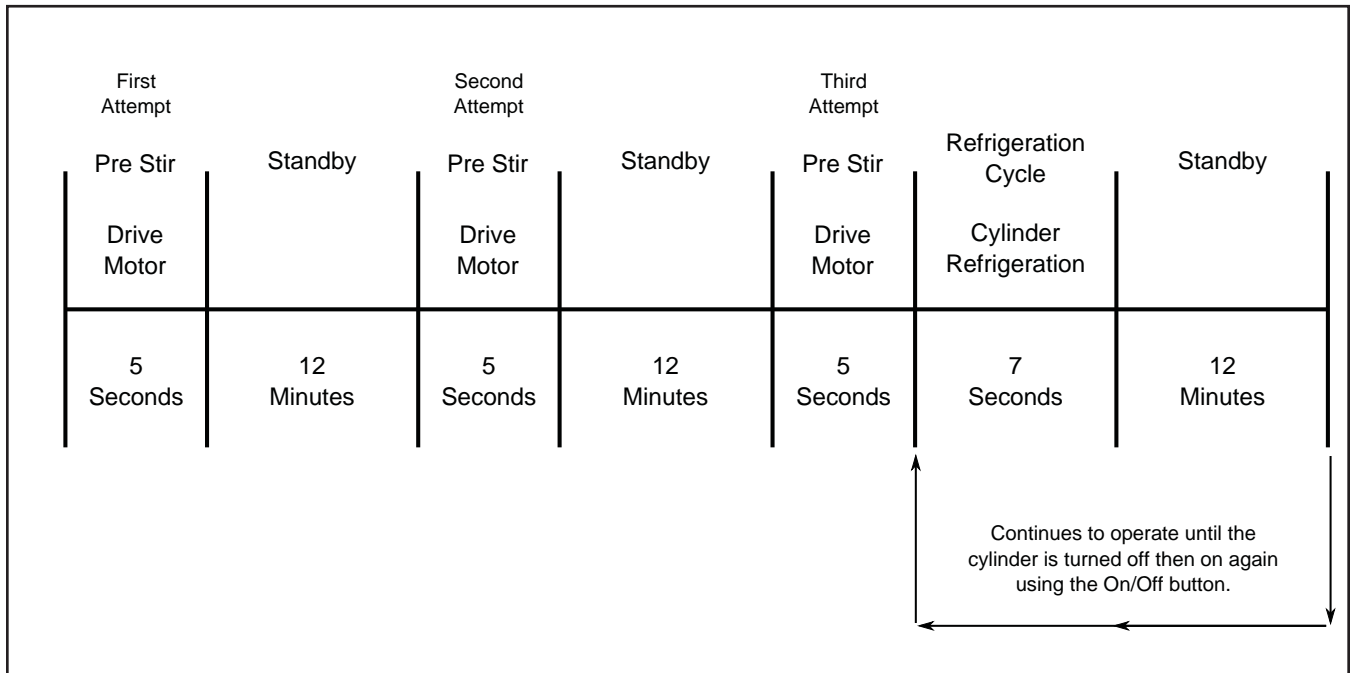 First
Attempt
Second
Attempt
Third
Attempt
Pre Stir
Standby
Pre Stir
Standby
Pre Stir
Refrigeration
Cycle
Standby
Drive
Motor
Drive
Motor
Drive
Motor
Cylinder
Refrigeration
5
Seconds
12
Minutes
5
Seconds
12
Minutes
5
Seconds
7
Seconds
12
Minutes
Continues to operate until the
cylinder is turned off then on again
using the On/Off button.